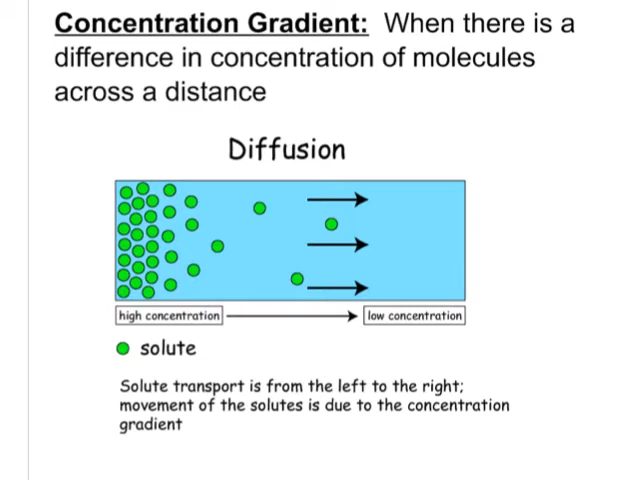 Concentration Gradient: When there is a
difference in concentration of molecules
across a distance
Diffusion
high concentration
low concentration
solute
Solute transport is from the left to the right;
movement of the solutes is due to the concentration
gradient